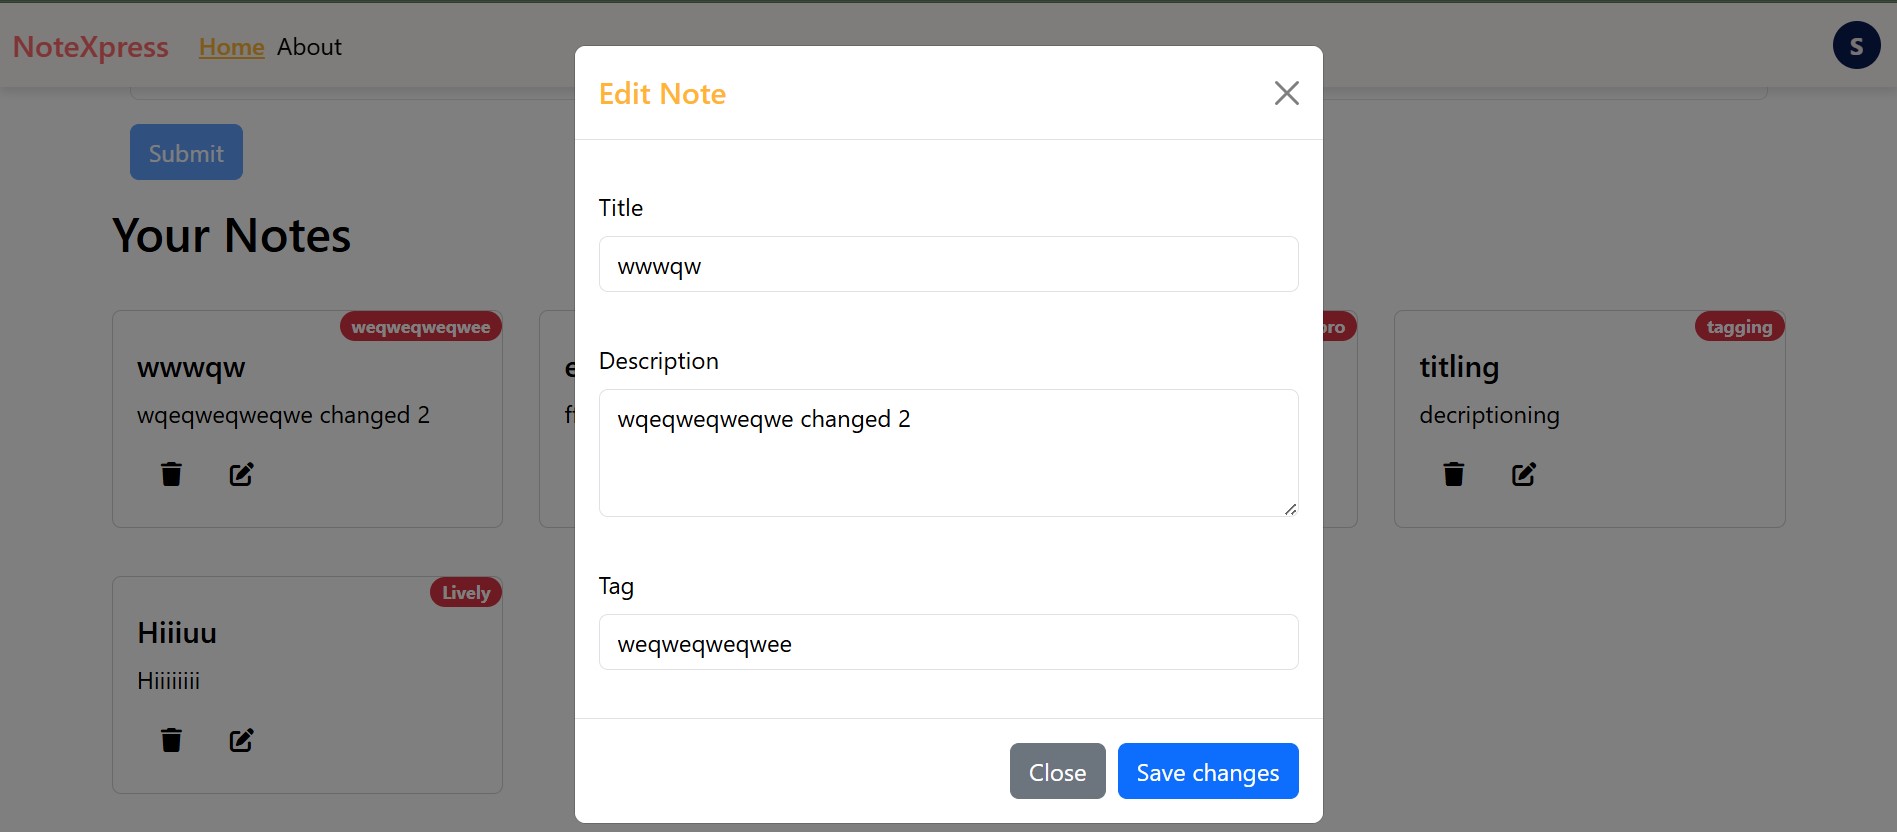 NoteXpress Home About S
Submit
Your Notes
weqweqweqwee
wwwqw
wqeqweqweqwe changed 2
tagging
titling
decriptioning
Lively
Hiiiuu
Hiiiiiiii
Edit Note
Title
wwwqw
Description
wqeqweqweqwe changed 2
Tag
weqweqweqwee
Close Save changes